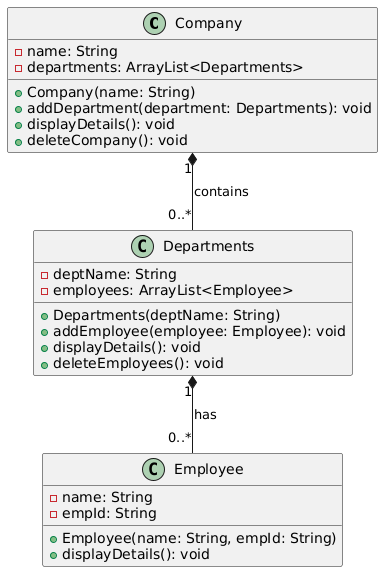 C Company
name: String
departments: ArrayList<Departments>
Company(name: String)
addDepartment(department: Departments): void
displayDetails(): void
deleteCompany(): void
1
contains
0..*
C Departments
deptName: String
employees: ArrayList<Employee>
Departments(deptName: String)
addEmployee(employee: Employee): void
displayDetails(): void
deleteEmployees(): void
1
has
0..*
C Employee
name: String
empId: String
Employee(name: String, empId: String)
displayDetails(): void